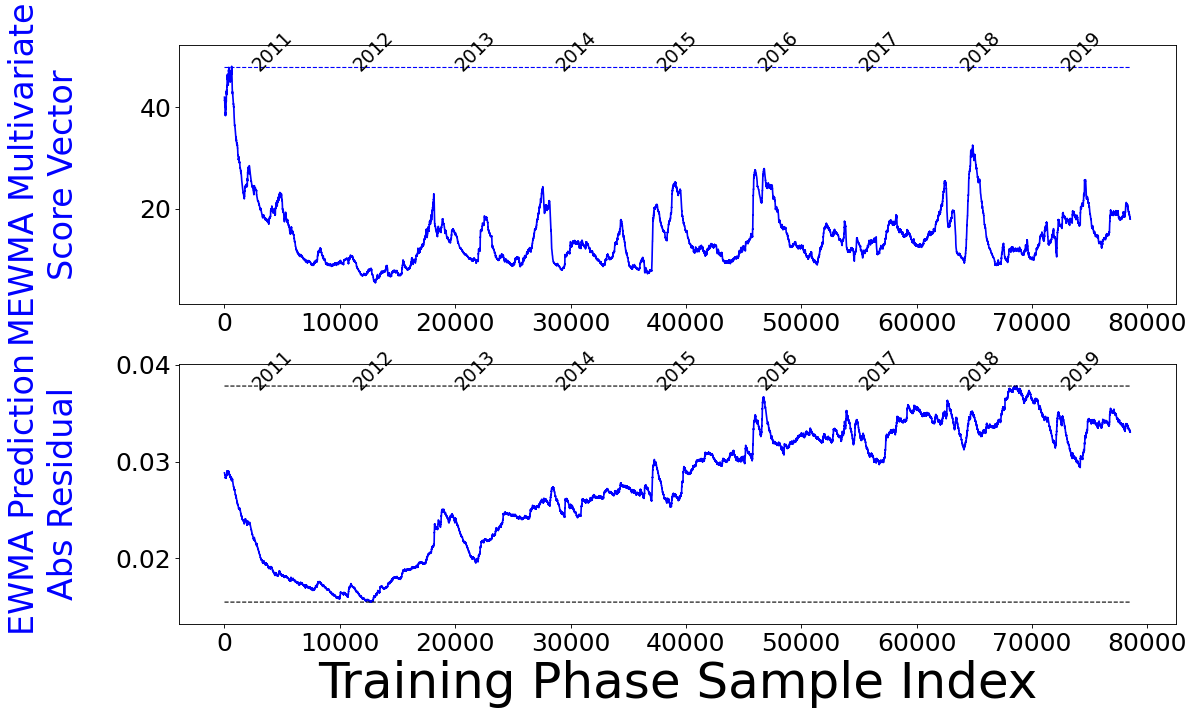 MEWMA Multivariate
Score Vector
40
20
2011 2012 2013 2014 2015 2016 2017 2018 2019
0 10000 20000 30000 40000 50000 60000 70000 80000
EWMA Prediction
Abs Residual
0.04
0.03
0.02
2011 2012 2013 2014 2015 2016 2017 2018 2019
0 10000 20000 30000 40000 50000 60000 70000 80000
Training Phase Sample Index